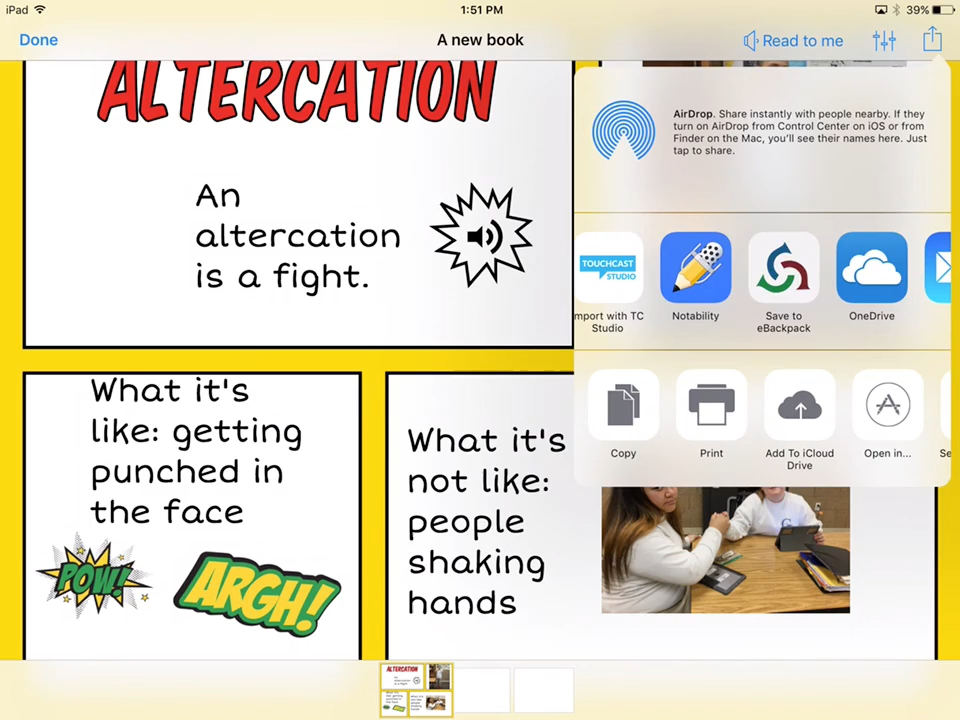 iPad
1:51 PM
39%
Done
A new book
Read to me
ALTERCATION
An
altercation
is a fight.
What it's
like: getting
punched in
the face
POW!
ARGH!
What it's
not like:
people
shaking
hands
AirDrop. Share instantly with people nearby. If they
turn on AirDrop from Control Center on iOS or from
Finder on the Mac, you'll see their names here. Just
tap to share.
TOUCHCAST
STUDIO
mport with TC
Studio
Notability
Save to
eBackpack
OneDrive
Copy
Print
Add To iCloud
Drive
Open in...
Se
ALTERCATION